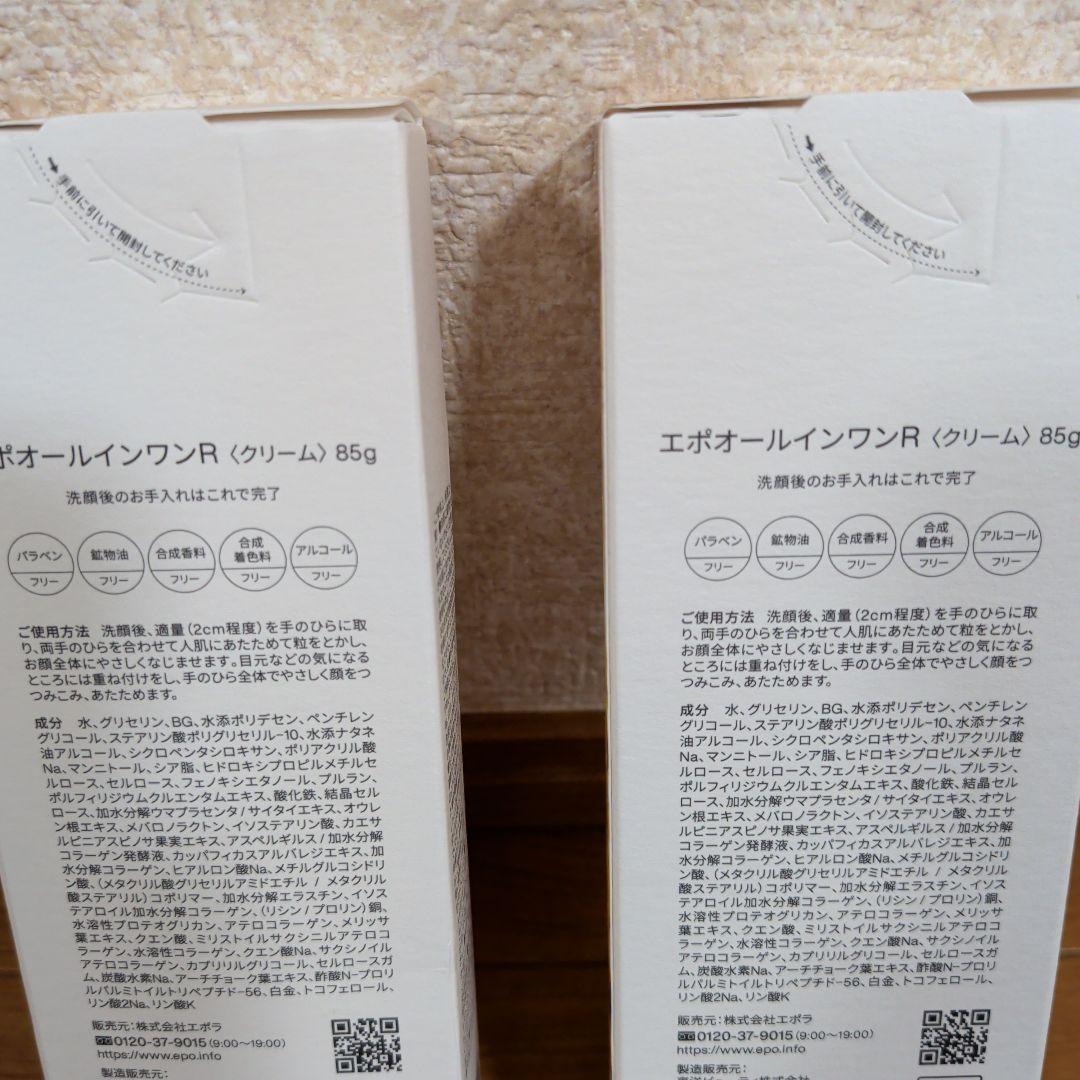 手前に引いて開封してください
ポオールインワンR〈クリーム〉85g
洗顔後のお手入れはこれで完了
パラベン
フリー
鉱物油
フリー
合成香料
フリー
合成
着色料
フリー
アルコール
フリー
ご使用方法 洗顔後、適量(2cm程度)を手のひらに取
り、両手のひらを合わせて人肌にあたためて粒をとかし、
お顔全体にやさしくなじませます。目元などの気になる
ところには重ね付けをし、手のひら全体でやさしく顔をつ
つみこみ、あたためます。
成分 水、グリセリン、BG、水添ポリデセン、ペンチレン
グリコール、ステアリン酸ポリグリセリル-10、水添ナタネ
油アルコール、シクロペンタシロキサン、ポリアクリル酸
Na、マンニトール、シア脂、ヒドロキシプロピルメチルセ
ルロース、セルロース、フェノキシエタノール、プルラン、
ポルフィリジウムクルエンタムエキス、酸化鉄、結晶セル
ロース、加水分解ウマプラセンタ/サイタイエキス、オウレ
ン根エキス、メバロノラクトン、イソステアリン酸、カエサ
ルピニアスピノサ果実エキス、アスペルギルス/加水分解
コラーゲン発酵液、カッパフィカスアルバレジエキス、加
水分解コラーゲン、ヒアルロン酸Na、メチルグルコシドリ
ン酸、(メタクリル酸グリセリルアミドエチル / メタクリル
酸ステアリル)コポリマー、加水分解エラスチン、イソス
テアロイル加水分解コラーゲン、(リシン / プロリン)銅、
水溶性プロテオグリカン、アテロコラーゲン、メリッサ
葉エキス、クエン酸、ミリストイルサクシニルアテロコ
ラーゲン、水溶性コラーゲン、クエン酸Na、サクシノイル
アテロコラーゲン、カプリリルグリコール、セルロースガ
ム、炭酸水素Na、アーチチョーク葉エキス、酢酸N-プロリ
ルパルミトイルトリペプチド-56、白金、トコフェロール、
リン酸2Na、リン酸K
販売元：株式会社エポラ
0120-37-9015(9:00〜19:00)
https://www.epo.info
製造販売元：
手前に引いて開封してください
エポオールインワンR〈クリーム〉85g
洗顔後のお手入れはこれで完了
パラベン
フリー
鉱物油
フリー
合成香料
フリー
合成
着色料
フリー
アルコール
フリー
ご使用方法 洗顔後、適量(2cm程度)を手のひらに取
り、両手のひらを合わせて人肌にあたためて粒をとかし、
お顔全体にやさしくなじませます。目元などの気になる
ところには重ね付けをし、手のひら全体でやさしく顔をつ
つみこみ、あたためます。
成分 水、グリセリン、BG、水添ポリデセン、ペンチレン
グリコール、ステアリン酸ポリグリセリル-10、水添ナタネ
油アルコール、シクロペンタシロキサン、ポリアクリル酸
Na、マンニトール、シア脂、ヒドロキシプロピルメチルセ
ルロース、セルロース、フェノキシエタノール、プルラン、
ポルフィリジウムクルエンタムエキス、酸化鉄、結晶セル
ロース、加水分解ウマプラセンタ/サイタイエキス、オウレ
ン根エキス、メバロノラクトン、イソステアリン酸、カエサ
ルピニアスピノサ果実エキス、アスペルギルス/加水分解
コラーゲン発酵液、カッパフィカスアルバレジエキス、加
水分解コラーゲン、ヒアルロン酸Na、メチルグルコシドリ
ン酸、(メタクリル酸グリセリルアミドエチル / メタクリル
酸ステアリル)コポリマー、加水分解エラスチン、イソス
テアロイル加水分解コラーゲン、(リシン / プロリン)銅、
水溶性プロテオグリカン、アテロコラーゲン、メリッサ
葉エキス、クエン酸、ミリストイルサクシニルアテロコ
ラーゲン、水溶性コラーゲン、クエン酸Na、サクシノイル
アテロコラーゲン、カプリリルグリコール、セルロースガ
ム、炭酸水素Na、アーチチョーク葉エキス、酢酸N-プロリ
ルパルミトイルトリペプチド-56、白金、トコフェロール、
リン酸2Na、リン酸K
販売元：株式会社エポラ
0120-37-9015(9:00〜19:00)
https://www.epo.info
製造販売元：